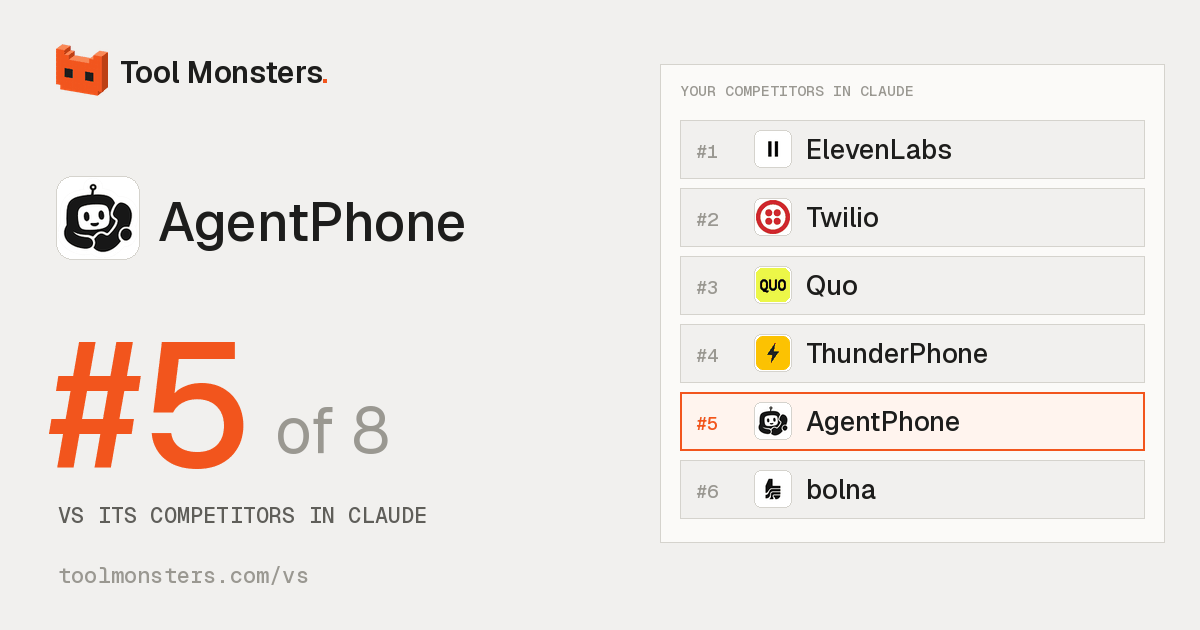 Tool Monsters.
AgentPhone
#5 of 8
VS ITS COMPETITORS IN CLAUDE
toolmonsters.com/vs
YOUR COMPETITORS IN CLAUDE
#1 ElevenLabs
#2 Twilio
#3 QUO Quo
#4 ThunderPhone
#5 AgentPhone
#6 bolna